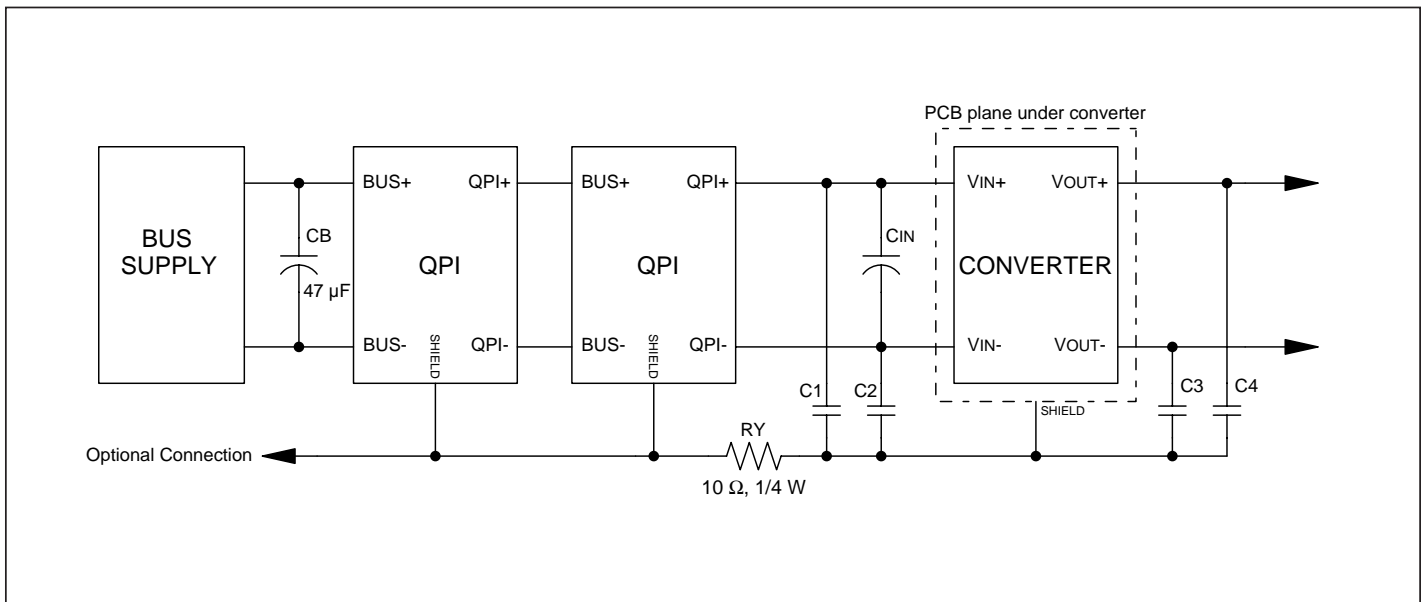 PCB plane under converter
BUS
SUPPLY
CB
47 µF
BUS+
QPI+
QPI
BUS-
QPI-
SHIELD
BUS+
QPI+
QPI
BUS-
QPI-
SHIELD
CIN
VIN+
VOUT+
CONVERTER
VIN-
VOUT-
C1
C2
C3
C4
SHIELD
RY
10 Ω, 1/4 W
Optional Connection